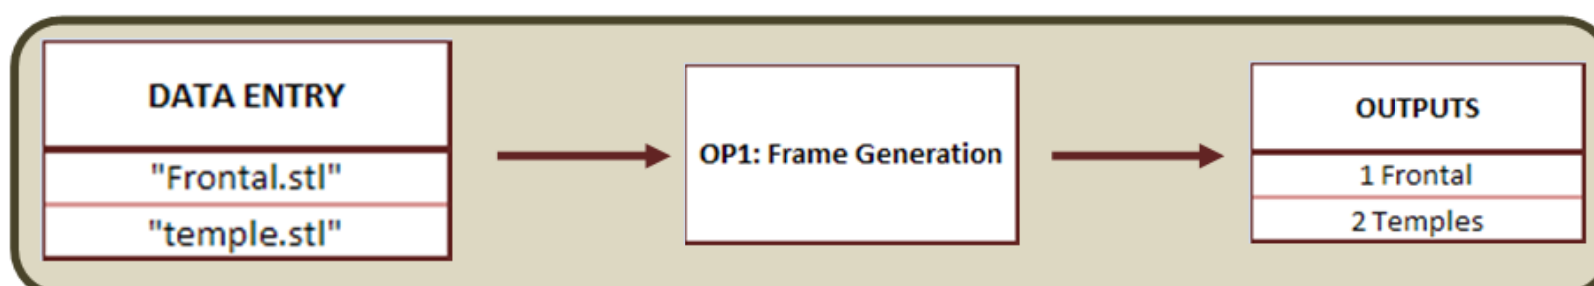 DATA ENTRY
"Frontal.stl"
"temple.stl"
OP1: Frame Generation
OUTPUTS
1 Frontal
2 Temples